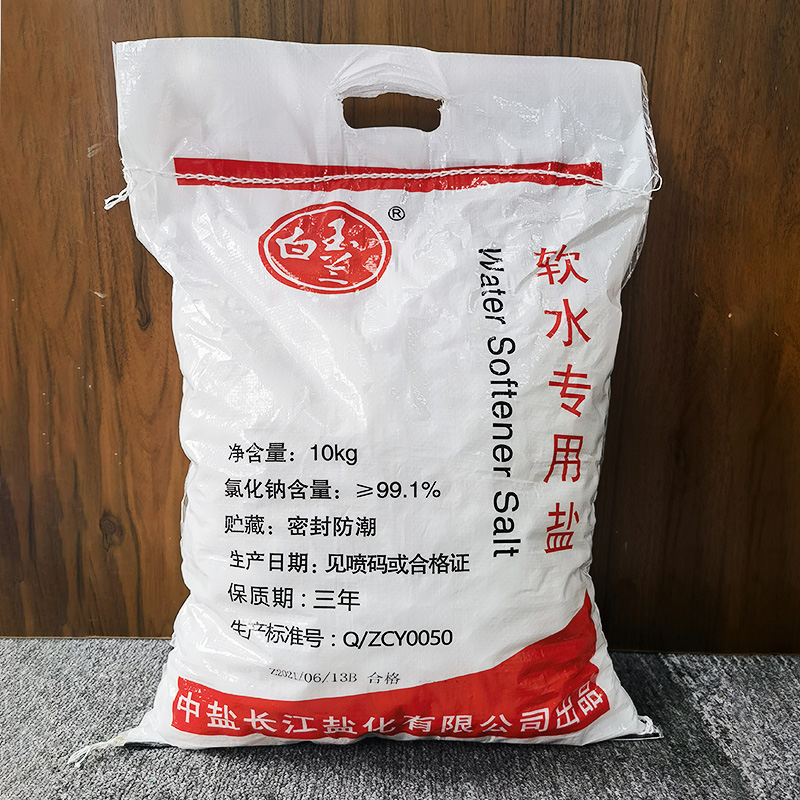 白玉兰®
软水专用盐
Water Softener Salt
净含量：10kg
氯化钠含量：≥99.1%
贮藏：密封防潮
生产日期：见喷码或合格证
保质期：三年
生产标准号：Q/ZCY0050
Z2021/06/13B 合格
中盐长江盐化有限公司出品